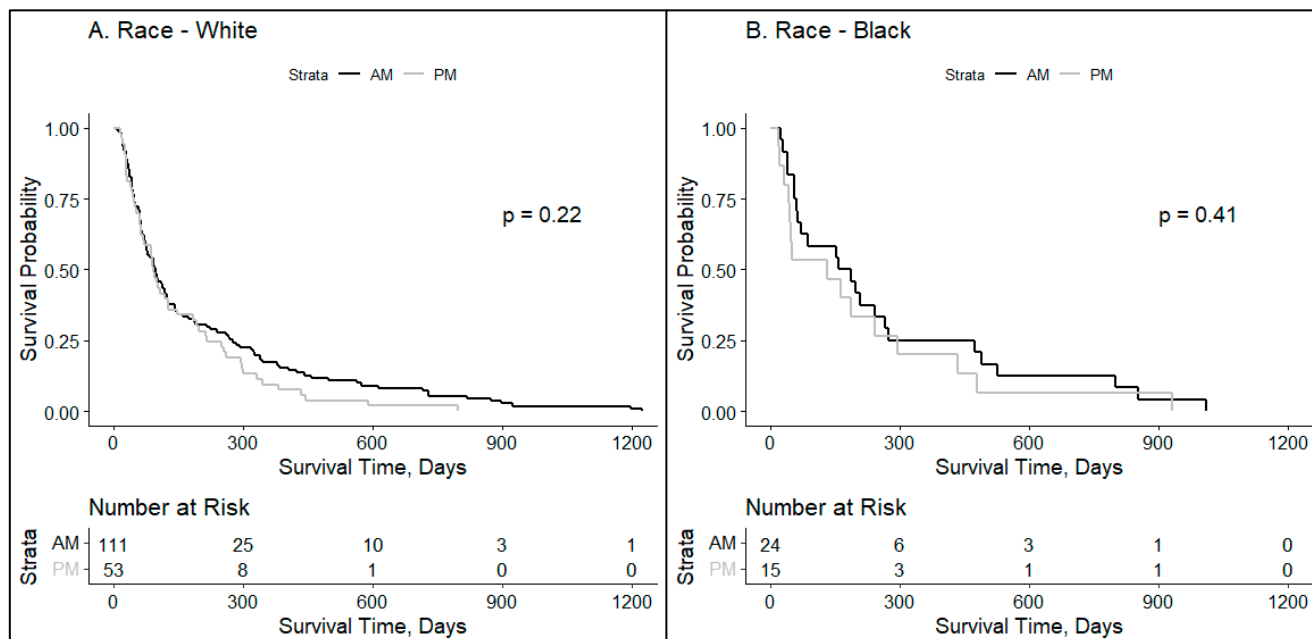 A. Race - White
Strata AM PM
1.00
0.75
0.50
0.25
0.00
Survival Probability
p = 0.22
0 300 600 900 1200
Survival Time, Days
Number at Risk
Strata
AM 111 25 10 3 1
PM 53 8 1 0 0
0 300 600 900 1200
Survival Time, Days
B. Race - Black
Strata AM PM
1.00
0.75
0.50
0.25
0.00
Survival Probability
p = 0.41
0 300 600 900 1200
Survival Time, Days
Number at Risk
Strata
AM 24 6 3 1 0
PM 15 3 1 1 0
0 300 600 900 1200
Survival Time, Days